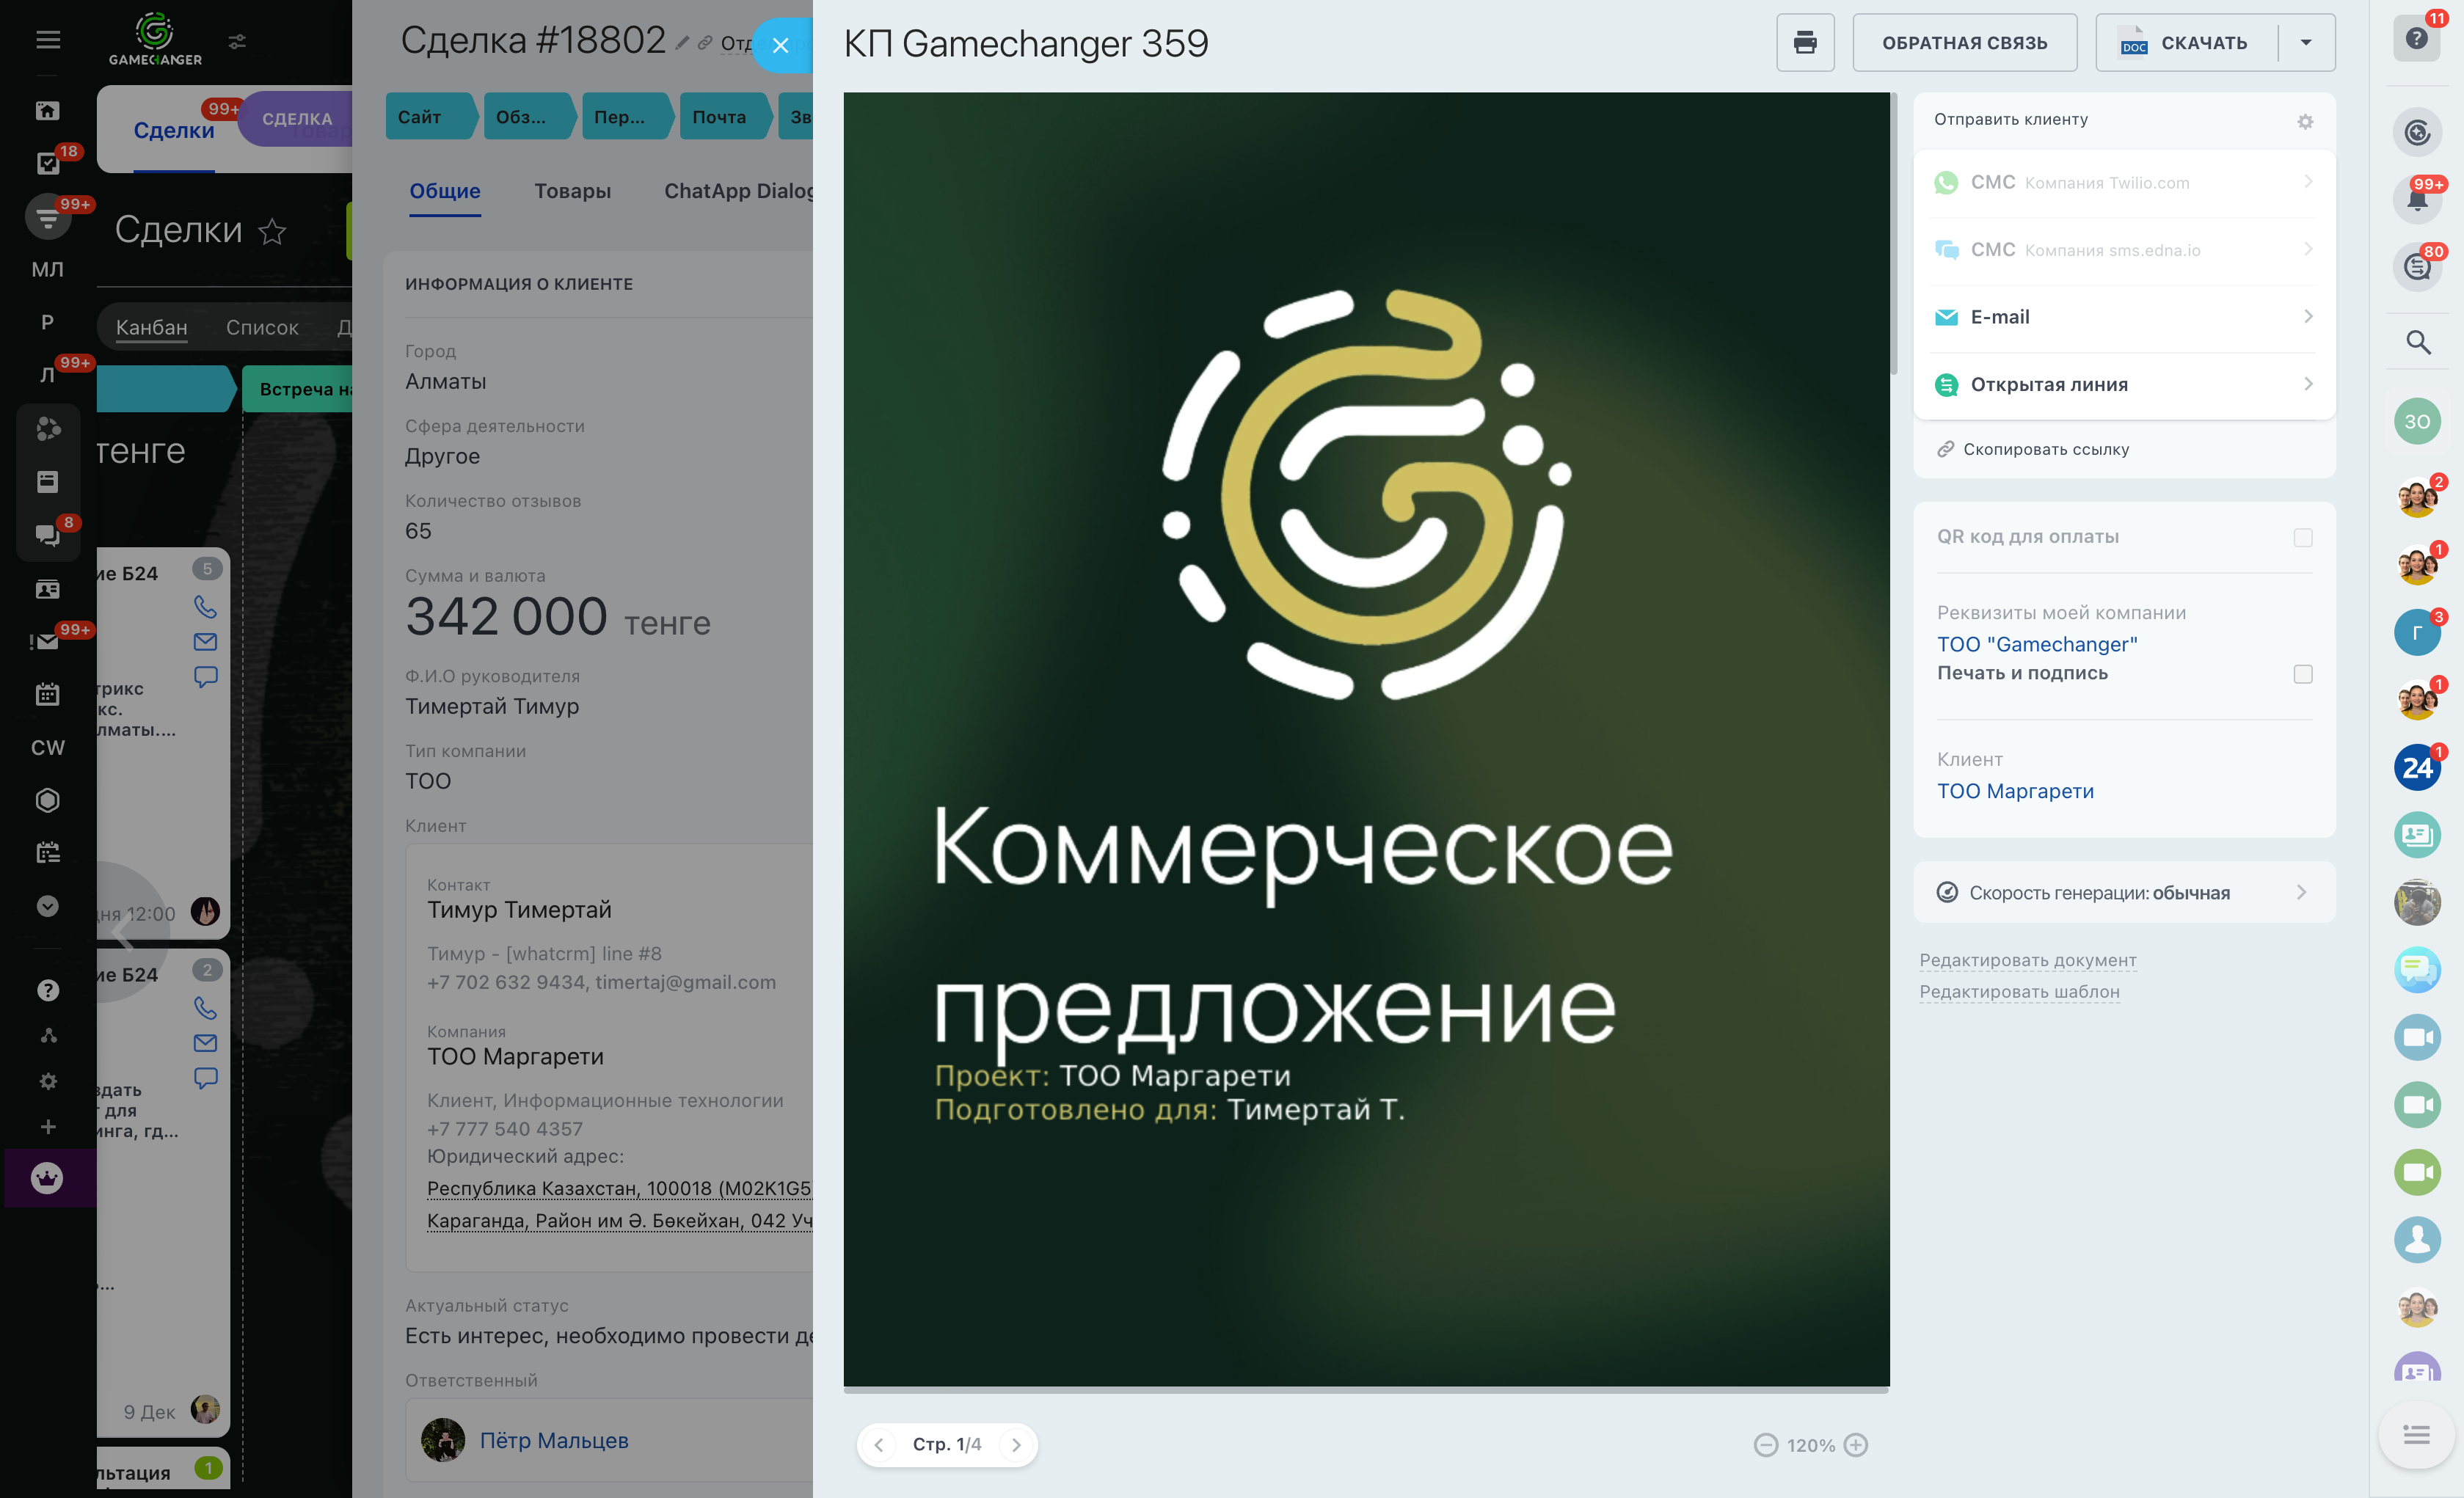 GAMECHANGER
18
99+
МЛ
Р
99+
Л
8
99+
CW
Сделки
99+
СДЕЛКА
Сделки
Канбан
Список
Встреча
тенге
ие Б24
5
трикс
кс.
лматы....
12:00
ие Б24
2
здать
для
инга, гд...
9 Дек
льтация
1
Сделка #18802
Сайт
Обз...
Пер...
Почта
Зв
Общие
Товары
ChatApp Dialog
ИНФОРМАЦИЯ О КЛИЕНТЕ
Город
Алматы
Сфера деятельности
Другое
Количество отзывов
65
Сумма и валюта
342 000 тенге
Ф.И.О руководителя
Тимертай Тимур
Тип компании
ТОО
Клиент
Контакт
Тимур Тимертай
Тимур - [whatcrm] line #8
+7 702 632 9434, timertaj@gmail.com
Компания
ТОО Маргарети
Клиент, Информационные технологии
+7 777 540 4357
Юридический адрес:
Республика Казахстан, 100018 (M02K1G5
Караганда, Район им Ә. Бөкейхан, 042 Уч
Актуальный статус
Есть интерес, необходимо провести де
Ответственный
Пётр Мальцев
КП Gamechanger 359
ОБРАТНАЯ СВЯЗЬ
DOC
СКАЧАТЬ
Коммерческое
предложение
Проект: ТОО Маргарети
Подготовлено для: Тимертай Т.
Стр. 1/4
120%
Отправить клиенту
СМС Компания Twilio.com
СМС Компания sms.edna.io
E-mail
Открытая линия
Скопировать ссылку
QR код для оплаты
Реквизиты моей компании
ТОО "Gamechanger"
Печать и подпись
Клиент
ТОО Маргарети
Скорость генерации: обычная
Редактировать документ
Редактировать шаблон
11
99+
80
ЗО
2
1
Г
3
1
24
1